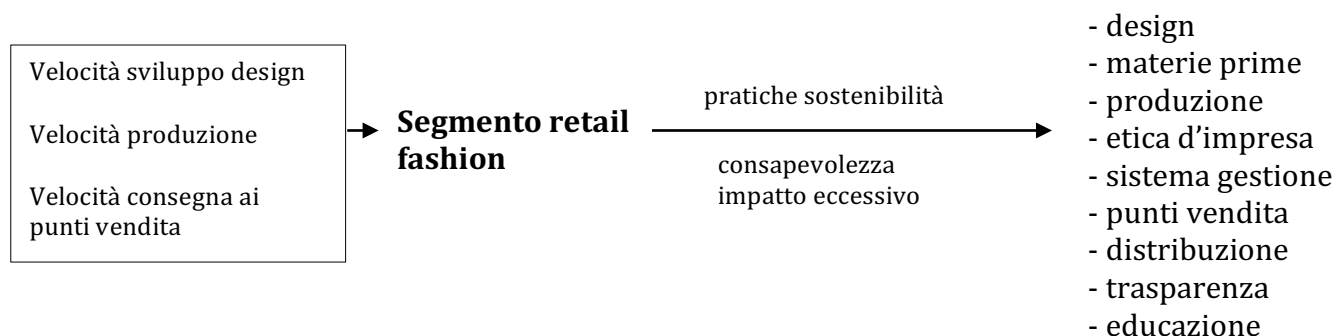 Velocità sviluppo design
Velocità produzione
Velocità consegna ai
punti vendita
Segmento retail
fashion
pratiche sostenibilità
consapevolezza
impatto eccessivo
- design
- materie prime
- produzione
- etica d’impresa
- sistema gestione
- punti vendita
- distribuzione
- trasparenza
- educazione